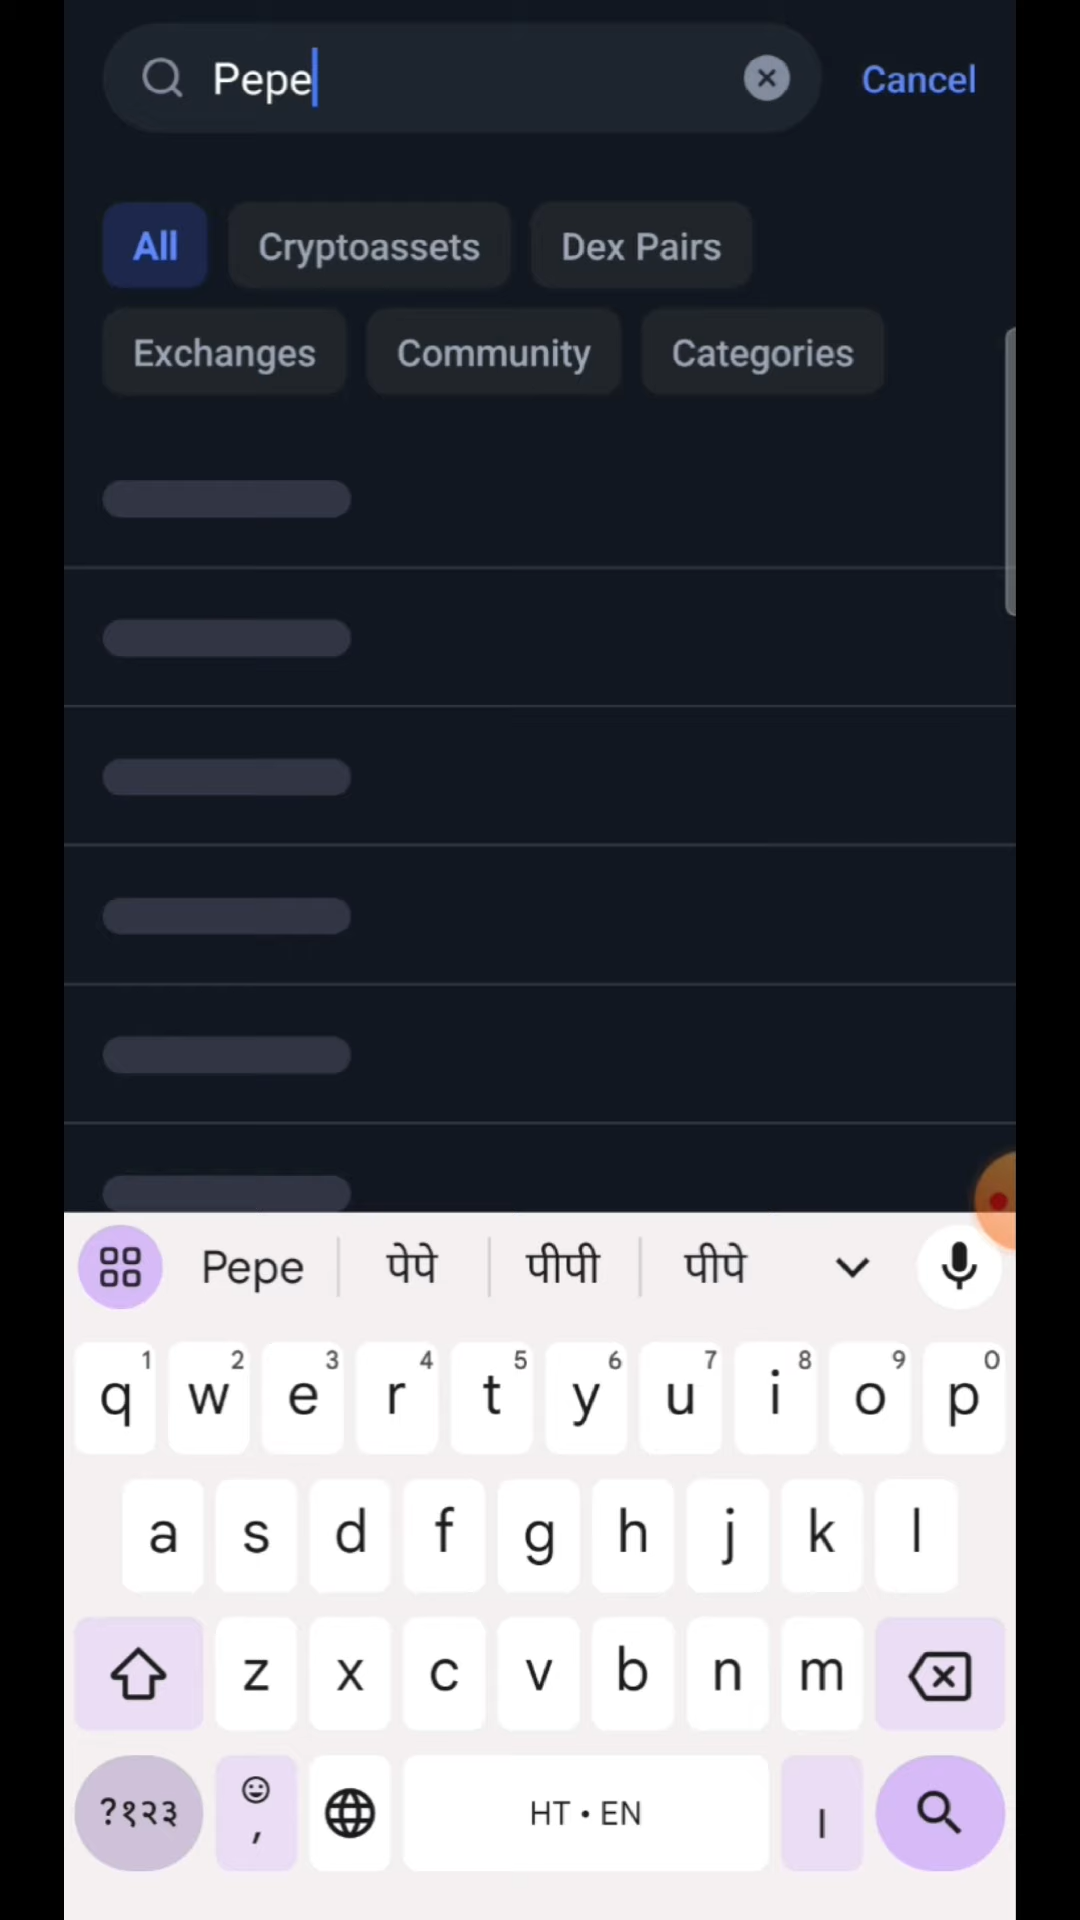 Pepe Cancel
All Cryptoassets Dex Pairs
Exchanges Community Categories
Pepe पेपे पीपी पीपे
1 2 3 4 5 6 7 8 9 0
q w e r t y u i o p
a s d f g h j k l
z x c v b n m
?१२३ , HT • EN ।